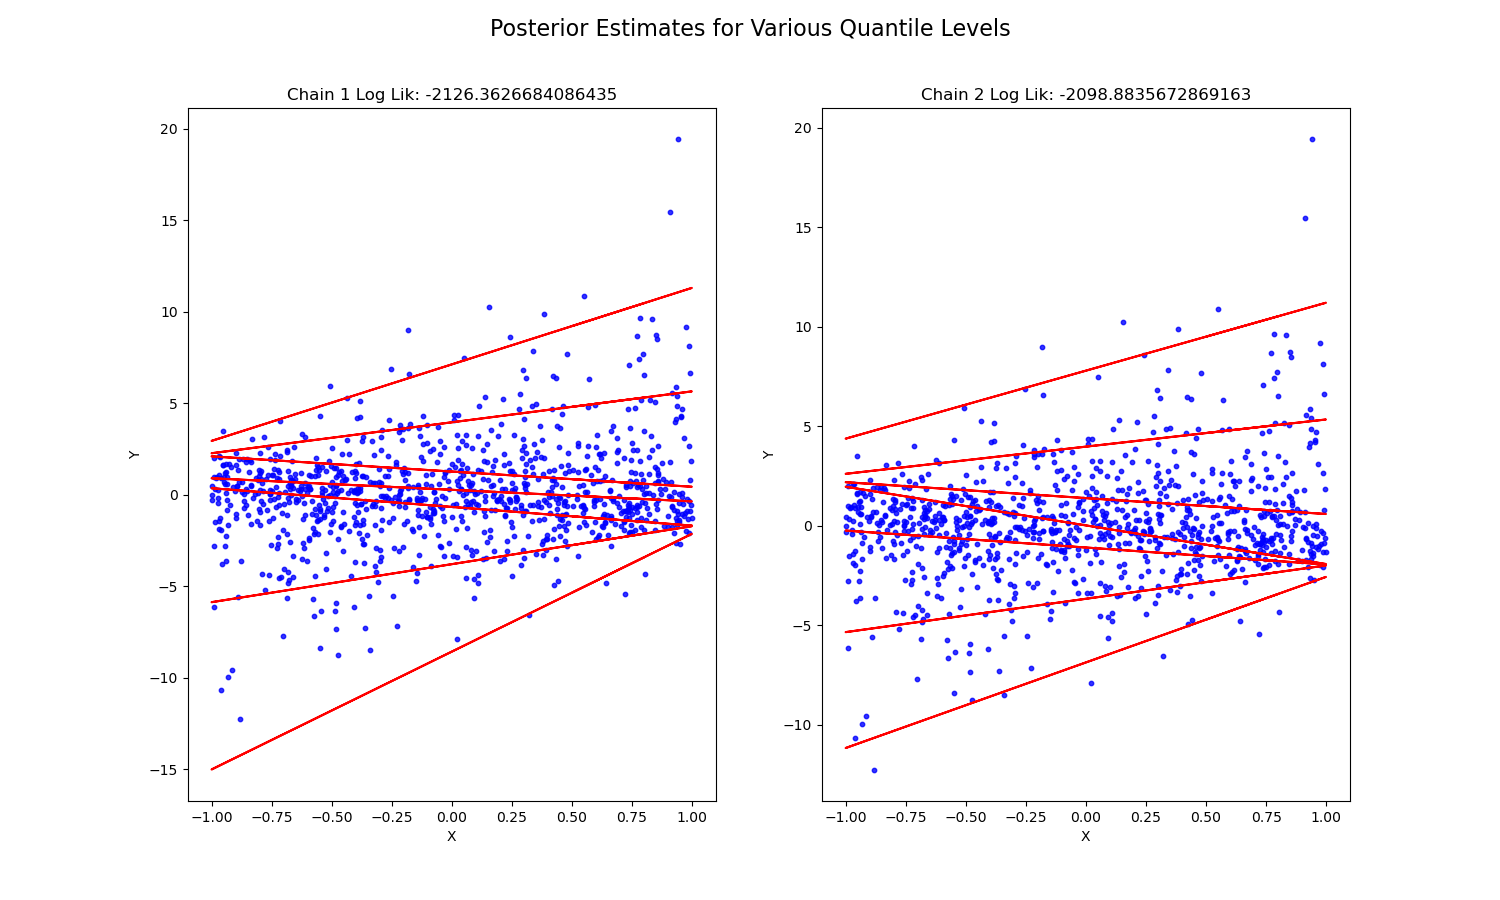 Posterior Estimates for Various Quantile Levels
Chain 1 Log Lik: -2126.3626684086435
20
15
10
5
0
−5
−10
−15
Y
−1.00 −0.75 −0.50 −0.25 0.00 0.25 0.50 0.75 1.00
X
Chain 2 Log Lik: -2098.8835672869163
20
15
10
5
0
−5
−10
Y
−1.00 −0.75 −0.50 −0.25 0.00 0.25 0.50 0.75 1.00
X